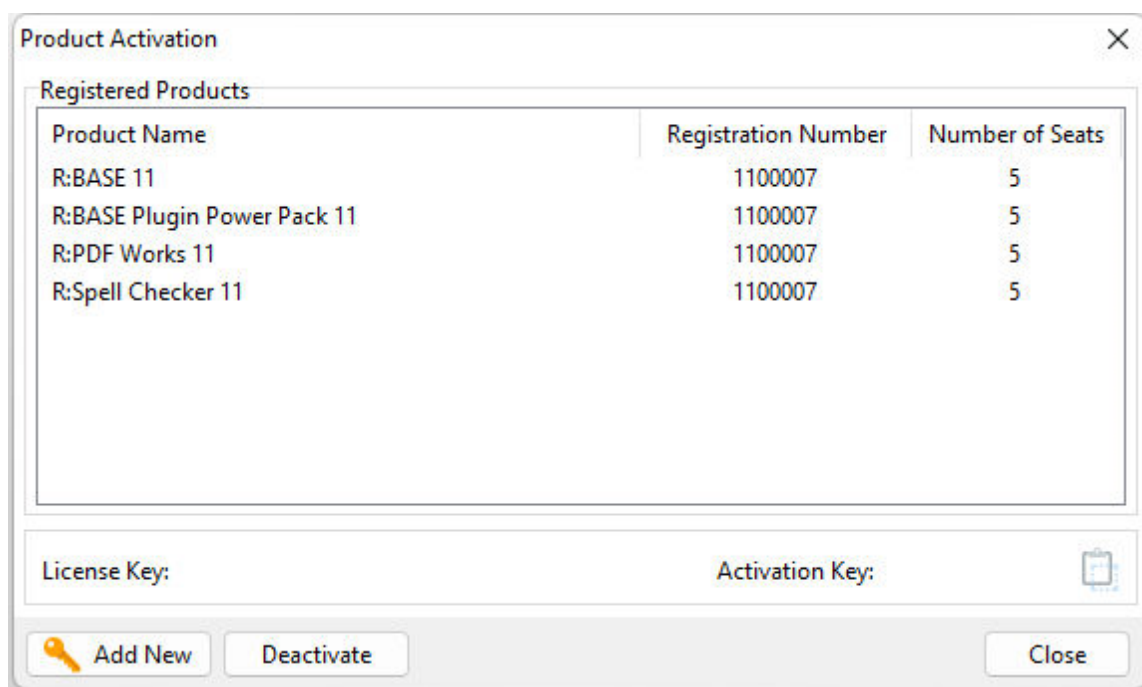 Product Activation
Registered Products
Product Name Registration Number Number of Seats
R:BASE 11 1100007 5
R:BASE Plugin Power Pack 11 1100007 5
R:PDF Works 11 1100007 5
R:Spell Checker 11 1100007 5
License Key: Activation Key:
Add New Deactivate Close